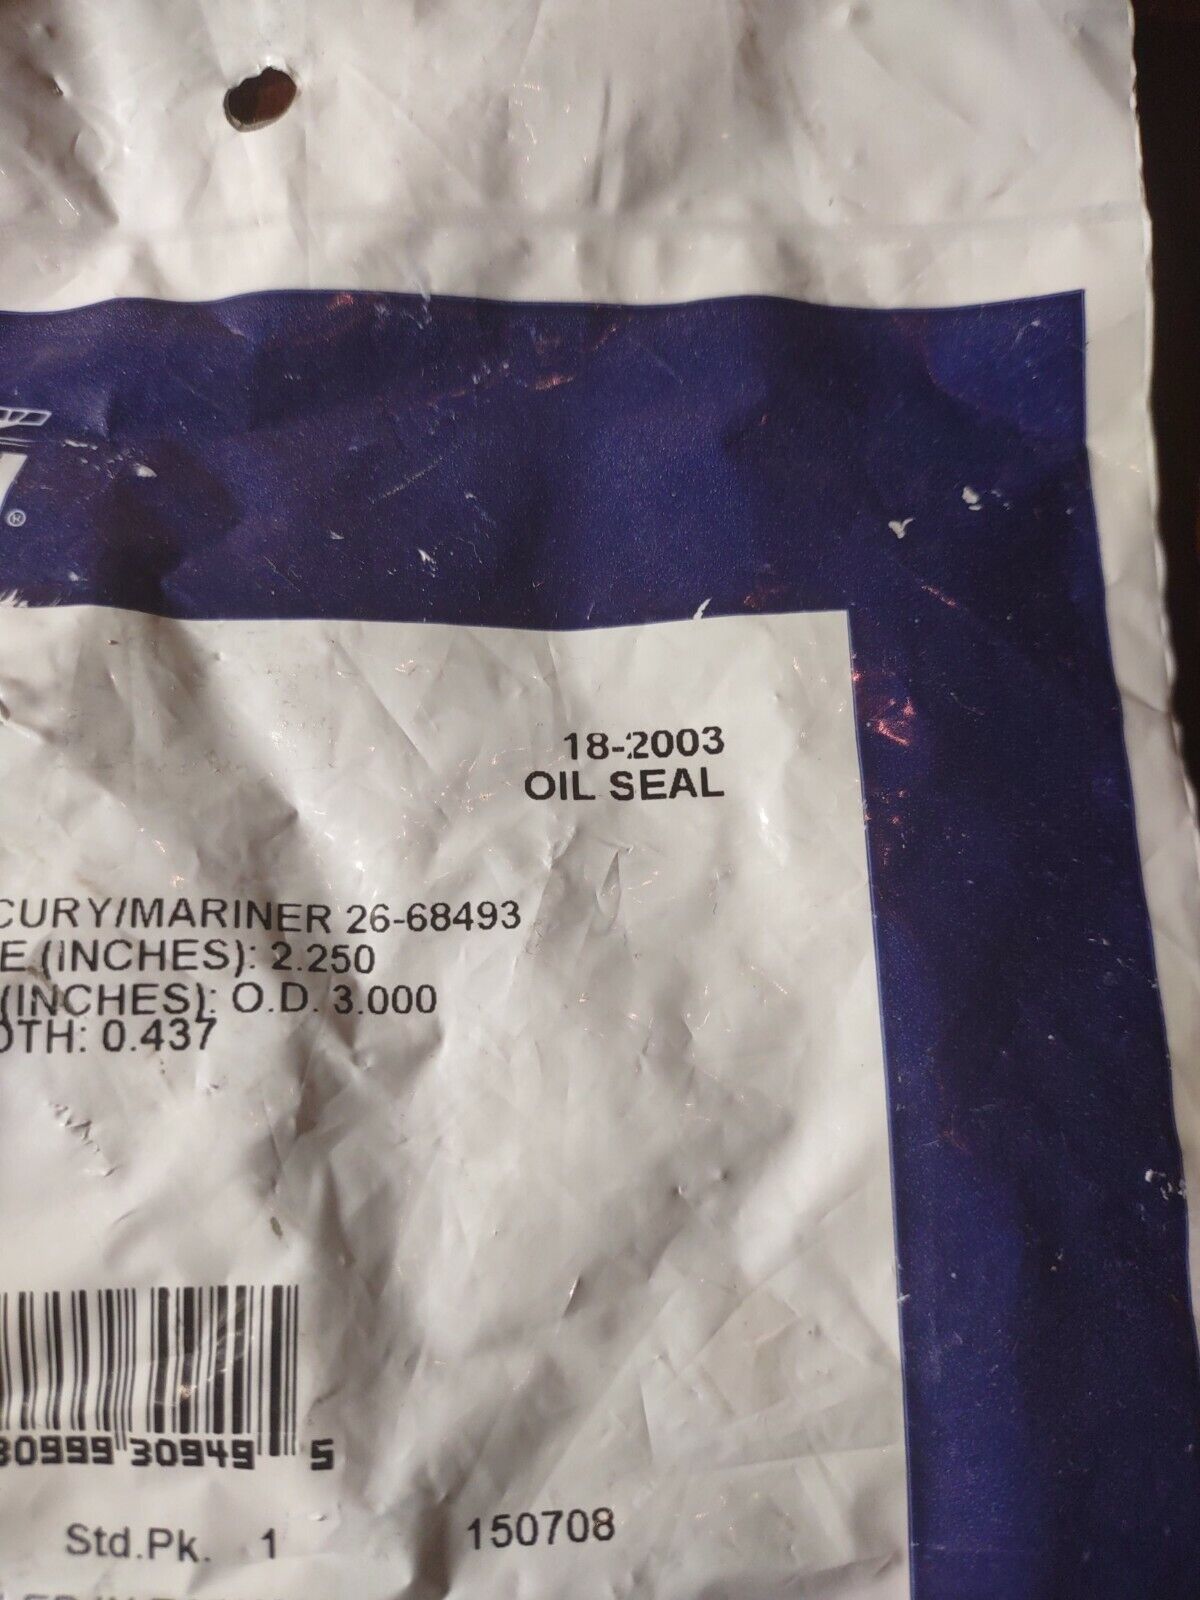 ®
18-2003
OIL SEAL
CURY/MARINER 26-68493
E (INCHES): 2.250
(INCHES): O.D. 3.000
DTH: 0.437
30999 30949 5
Std.Pk. 1
150708